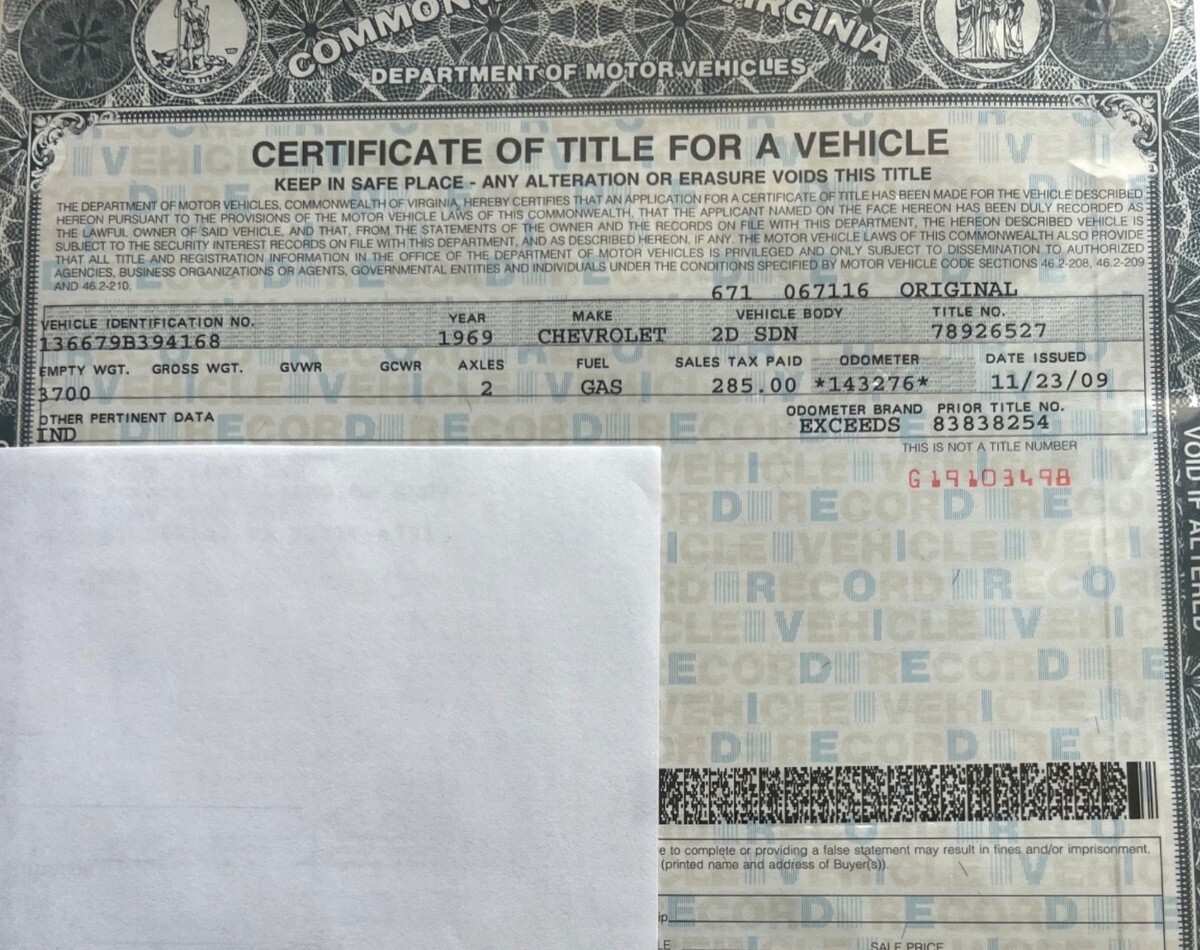 COMMON VIRGINIA
DEPARTMENT OF MOTOR VEHICLES
CERTIFICATE OF TITLE FOR A VEHICLE
KEEP IN SAFE PLACE - ANY ALTERATION OR ERASURE VOIDS THIS TITLE
THE DEPARTMENT OF MOTOR VEHICLES, COMMONWEALTH OF VIRGINIA, HEREBY CERTIFIES THAT AN APPLICATION FOR A CERTIFICATE OF TITLE HAS BEEN MADE FOR THE VEHICLE DESCRIBED
HEREON PURSUANT TO THE PROVISIONS OF THE MOTOR VEHICLE LAWS OF THIS COMMONWEALTH, THAT THE APPLICANT NAMED ON THE FACE HEREON HAS BEEN DULY RECORDED AS
THE LAWFUL OWNER OF SAID VEHICLE, AND THAT, FROM THE STATEMENTS OF THE OWNER AND THE RECORDS ON FILE WITH THIS DEPARTMENT, THE HEREON DESCRIBED VEHICLE IS
SUBJECT TO THE SECURITY INTEREST RECORDS ON FILE WITH THIS DEPARTMENT, AND AS DESCRIBED HEREON, IF ANY. THE MOTOR VEHICLE LAWS OF THIS COMMONWEALTH ALSO PROVIDE
THAT ALL TITLE AND REGISTRATION INFORMATION IN THE OFFICE OF THE DEPARTMENT OF MOTOR VEHICLES IS PRIVILEGED AND ONLY SUBJECT TO DISSEMINATION TO AUTHORIZED
AGENCIES, BUSINESS ORGANIZATIONS OR AGENTS, GOVERNMENTAL ENTITIES AND INDIVIDUALS UNDER THE CONDITIONS SPECIFIED BY MOTOR VEHICLE CODE SECTIONS 46.2-208, 46.2-209
AND 46.2-210.
671 067116 ORIGINAL
VEHICLE IDENTIFICATION NO. YEAR MAKE VEHICLE BODY TITLE NO.
136679B394168 1969 CHEVROLET 2D SDN 78926527
EMPTY WGT. GROSS WGT. GVWR GCWR AXLES FUEL SALES TAX PAID ODOMETER DATE ISSUED
3700 2 GAS 285.00 *143276* 11/23/09
OTHER PERTINENT DATA ODOMETER BRAND PRIOR TITLE NO.
IND EXCEEDS 83838254
THIS IS NOT A TITLE NUMBER
G19103498
VOID IF ALTERED
e to complete or providing a false statement may result in fines and/or imprisonment.
(printed name and address of Buyer(s)).
ip
LE SALE PRICE